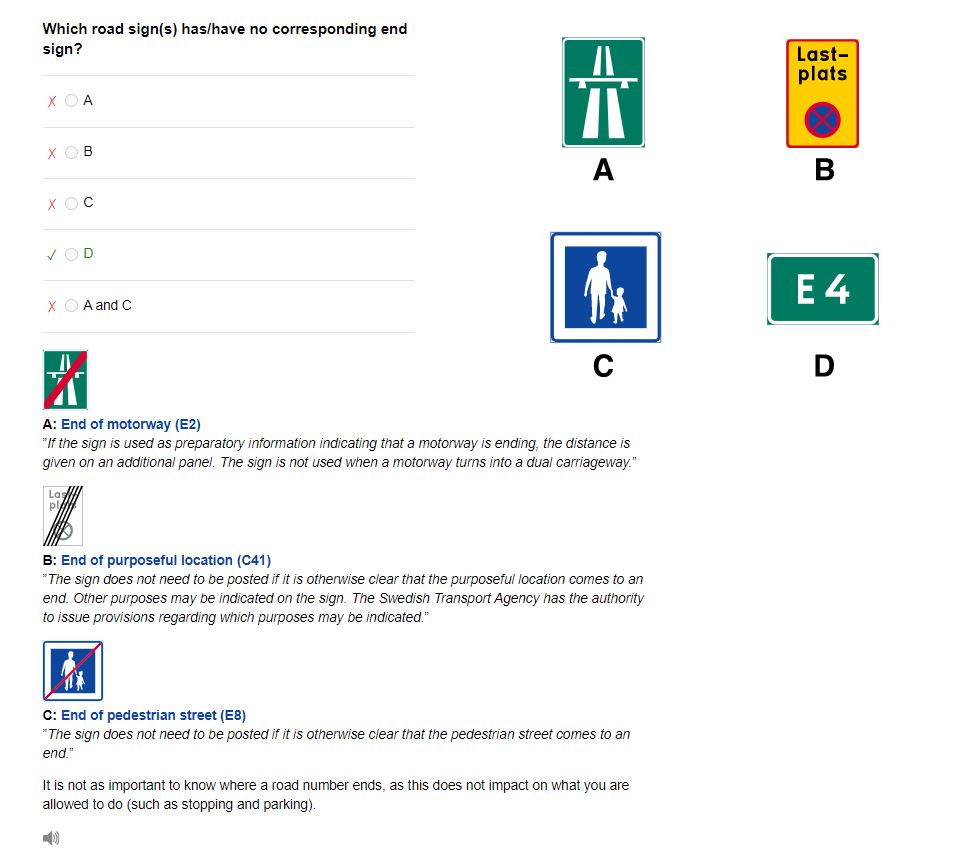 Which road sign(s) has/have no corresponding end
sign?
A
B
C
D
A and C
Last-
plats
A
B
E 4
C
D
A: End of motorway (E2)
"If the sign is used as preparatory information indicating that a motorway is ending, the distance is
given on an additional panel. The sign is not used when a motorway turns into a dual carriageway."
B: End of purposeful location (C41)
"The sign does not need to be posted if it is otherwise clear that the purposeful location comes to an
end. Other purposes may be indicated on the sign. The Swedish Transport Agency has the authority
to issue provisions regarding which purposes may be indicated."
C: End of pedestrian street (E8)
"The sign does not need to be posted if it is otherwise clear that the pedestrian street comes to an
end."
It is not as important to know where a road number ends, as this does not impact on what you are
allowed to do (such as stopping and parking).